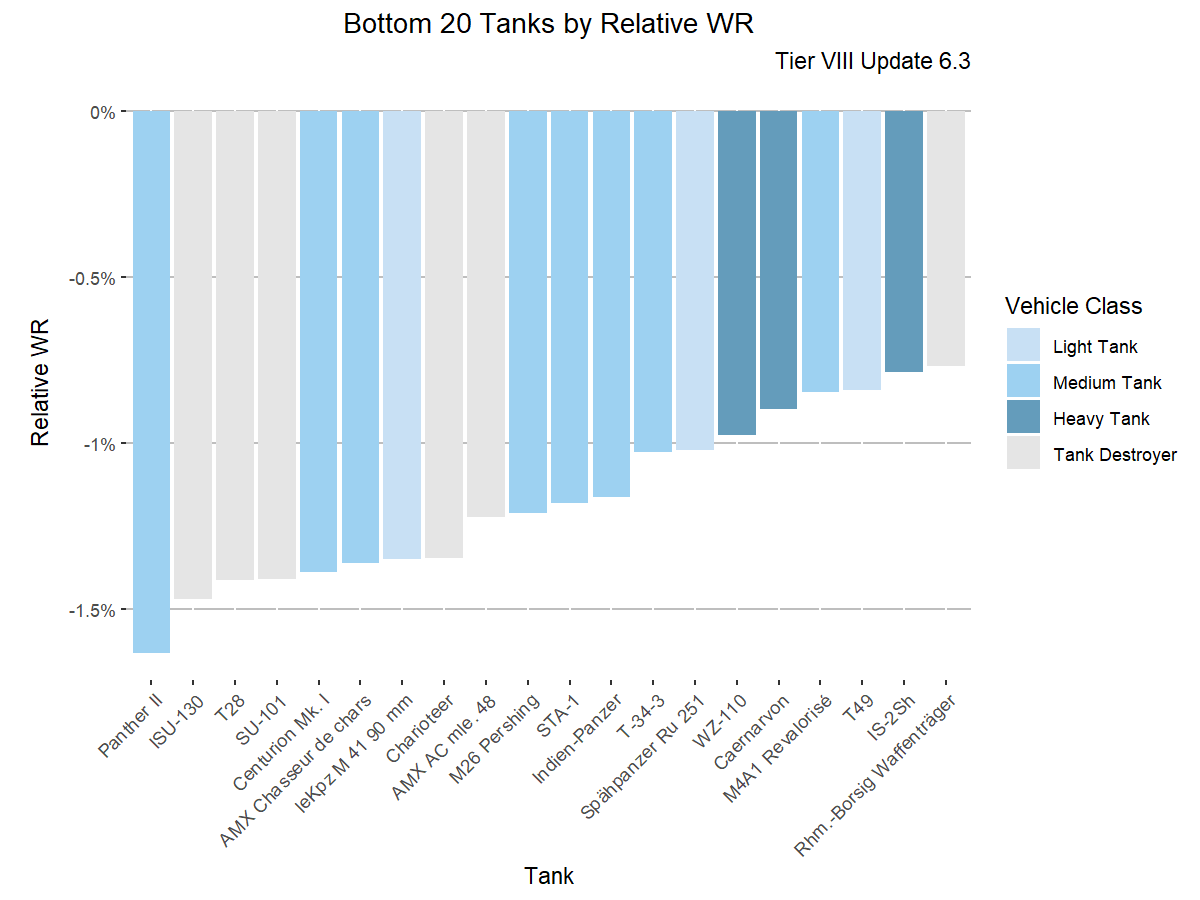 Bottom 20 Tanks by Relative WR
Tier VIII Update 6.3
0%
-0.5%
-1%
-1.5%
Relative WR
Panther II
ISU-130
T28
SU-101
Centurion Mk. I
AMX Chasseur de chars
leKpz M 41 90 mm
Charioteer
AMX AC mle. 48
M26 Pershing
STA-1
Indien-Panzer
T-34-3
Spähpanzer Ru 251
WZ-110
Caernarvon
M4A1 Revalorisé
T49
IS-2Sh
Rhm.-Borsig Waffenträger
Tank
Vehicle Class
Light Tank
Medium Tank
Heavy Tank
Tank Destroyer